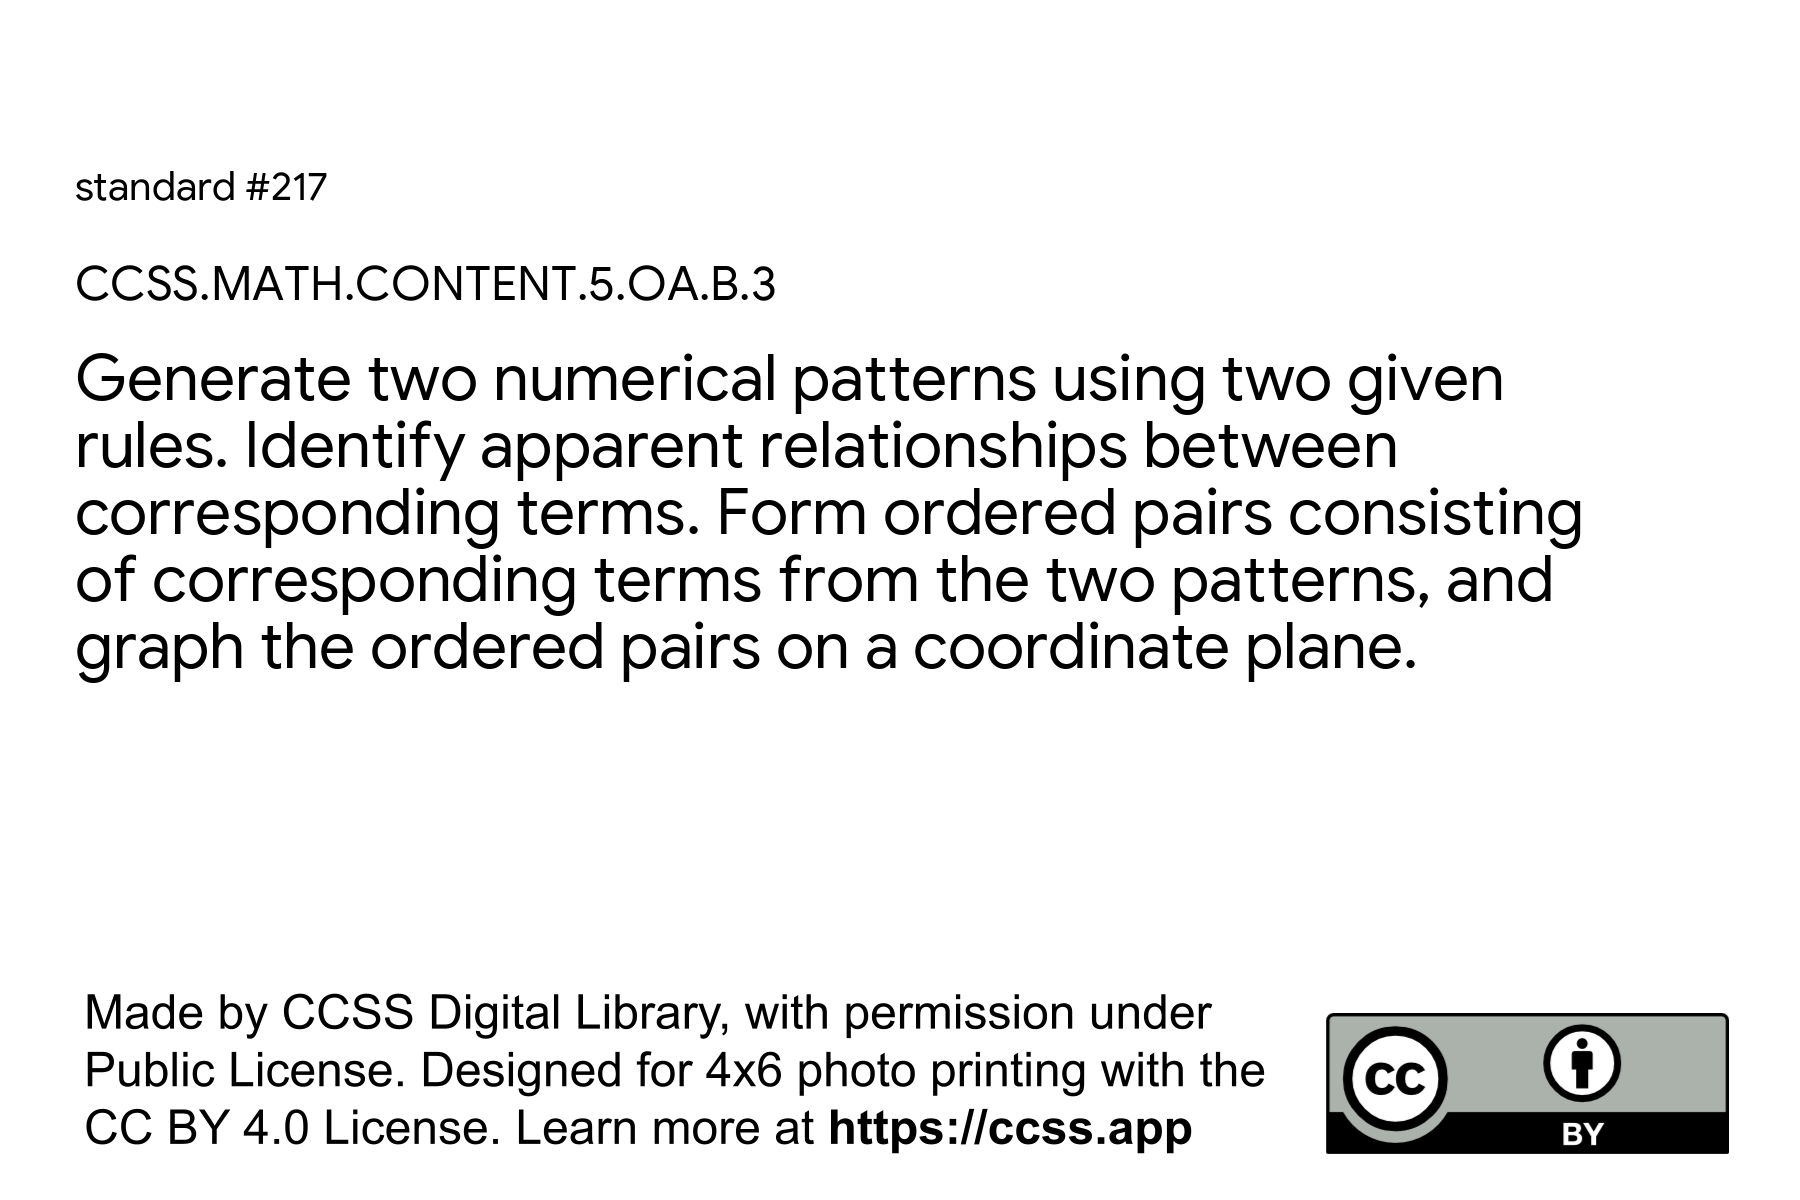 standard #217
CCSS.MATH.CONTENT.5.OA.B.3
Generate two numerical patterns using two given
rules. Identify apparent relationships between
corresponding terms. Form ordered pairs consisting
of corresponding terms from the two patterns, and
graph the ordered pairs on a coordinate plane.
Made by CCSS Digital Library, with permission under
Public License. Designed for 4x6 photo printing with the
CC BY 4.0 License. Learn more at https://ccss.app
CC
BY